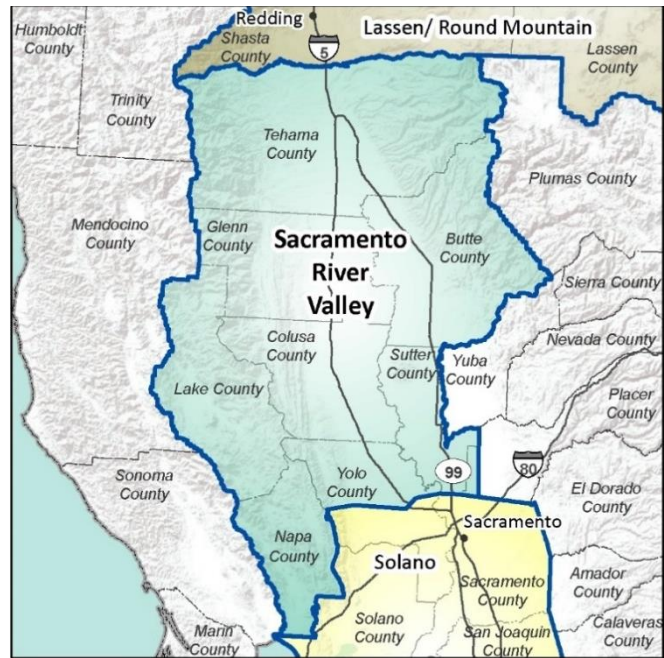 Redding
Lassen/ Round Mountain
Humboldt
County
Shasta
County
5
Lassen
County
Trinity
County
Tehama
County
Plumas County
Mendocino
County
Glenn
County
Sacramento
River
Valley
Butte
County
Sierra County
Colusa
County
Sutter
County
Yuba
County
Nevada County
Lake County
Placer
County
Sonoma
County
Yolo
County
99
80
El Dorado
County
Napa
County
Sacramento
Solano
Sacramento
County
Amador
County
Solano
County
Marin
County
San Joaquin
County
Calaveras
County